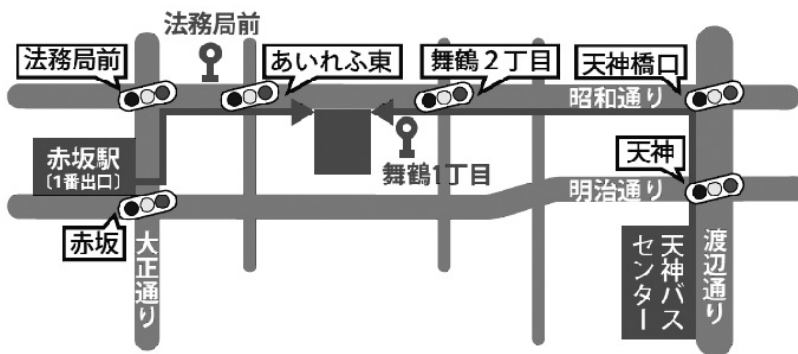 法務局前
法務局前
あいれふ東
舞鶴2丁目
天神橋口
昭和通り
赤坂駅
〔1番出口〕
舞鶴1丁目
天神
明治通り
赤坂
大正通り
天神バス
センター
渡辺通り